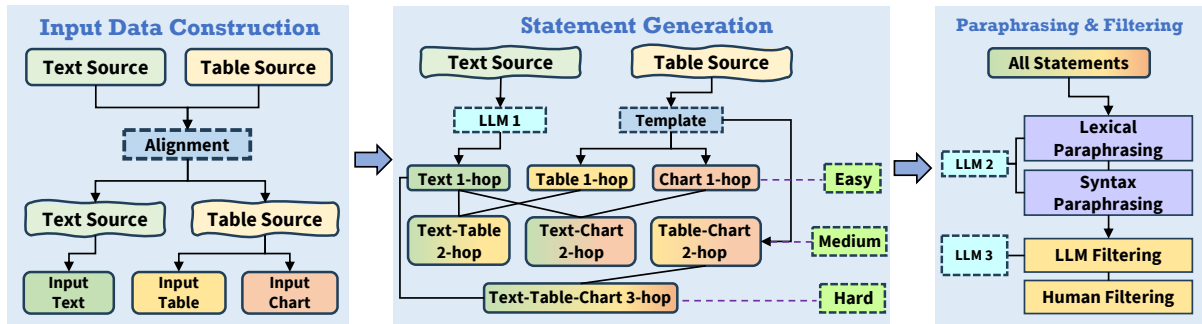 Input Data Construction
Text Source
Table Source
Alignment
Text Source
Table Source
Input
Text
Input
Table
Input
Chart
Statement Generation
Text Source
Table Source
LLM 1
Template
Text 1-hop
Table 1-hop
Chart 1-hop
Easy
Text-Table
2-hop
Text-Chart
2-hop
Table-Chart
2-hop
Medium
Text-Table-Chart 3-hop
Hard
Paraphrasing & Filtering
All Statements
LLM 2
Lexical
Paraphrasing
Syntax
Paraphrasing
LLM 3
LLM Filtering
Human Filtering